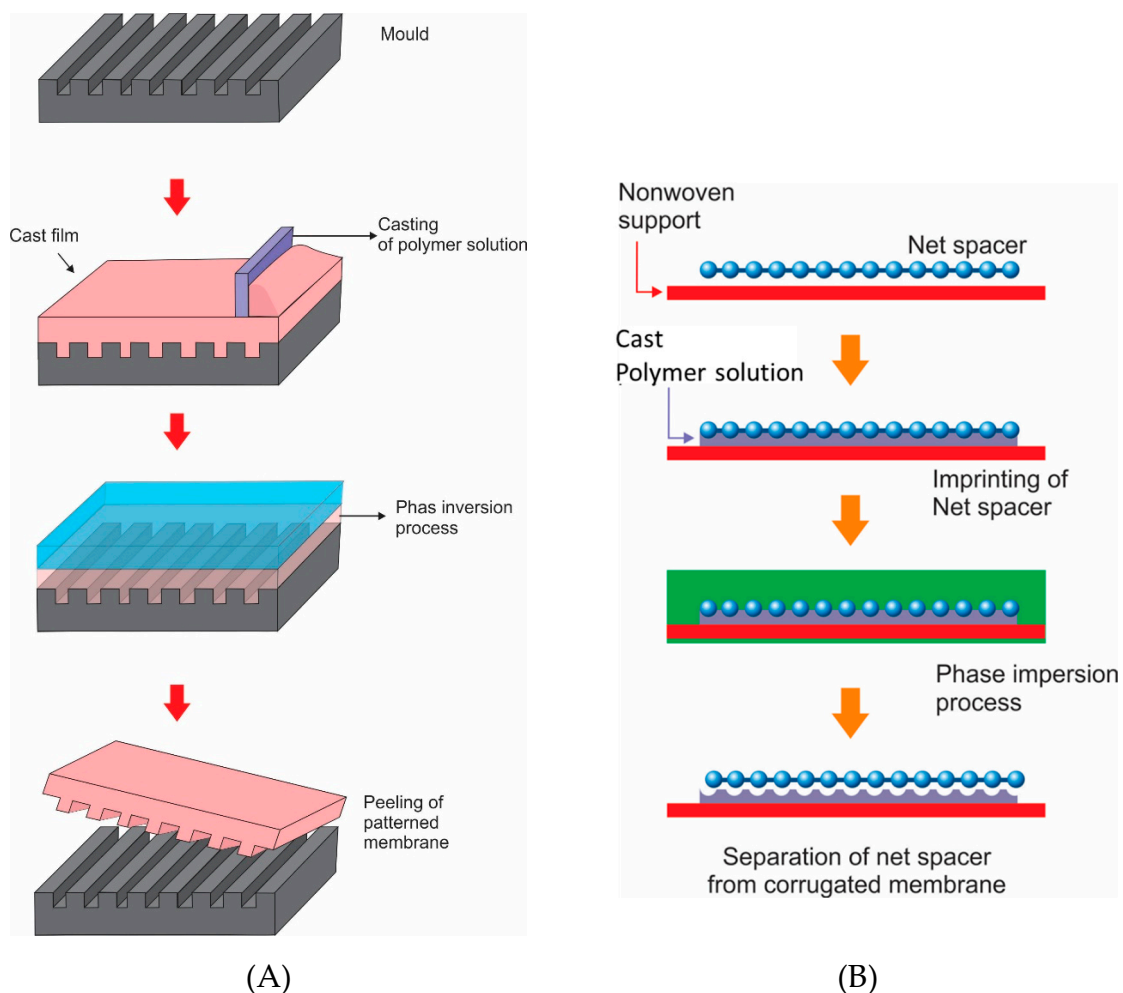 Mould
Cast film
Casting
of polymer solution
Phas inversion
process
Peeling of
patterned
membrane
(A)
Nonwoven
support
Net spacer
Cast
Polymer solution
Imprinting of
Net spacer
Phase impersion
process
Separation of net spacer
from corrugated membrane
(B)